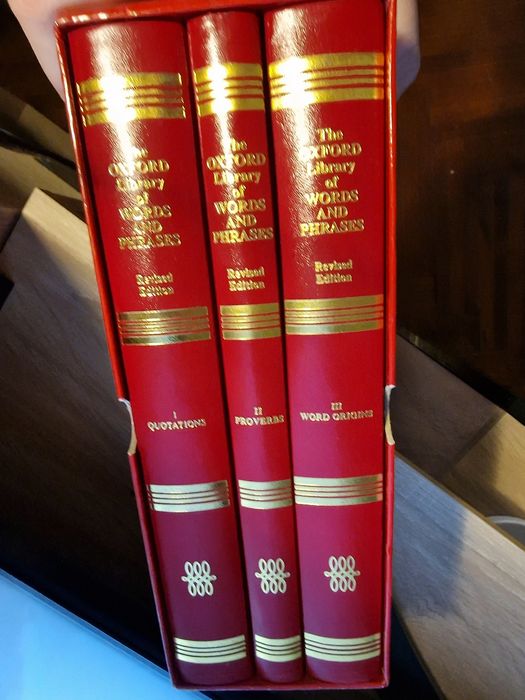 The
OXFORD
Library
of
WORDS
AND
PHRASES
Revised
Edition
I
QUOTATIONS
The
OXFORD
Library
of
WORDS
AND
PHRASES
Revised
Edition
II
PROVERBS
The
OXFORD
Library
of
WORDS
AND
PHRASES
Revised
Edition
III
WORD ORIGINS